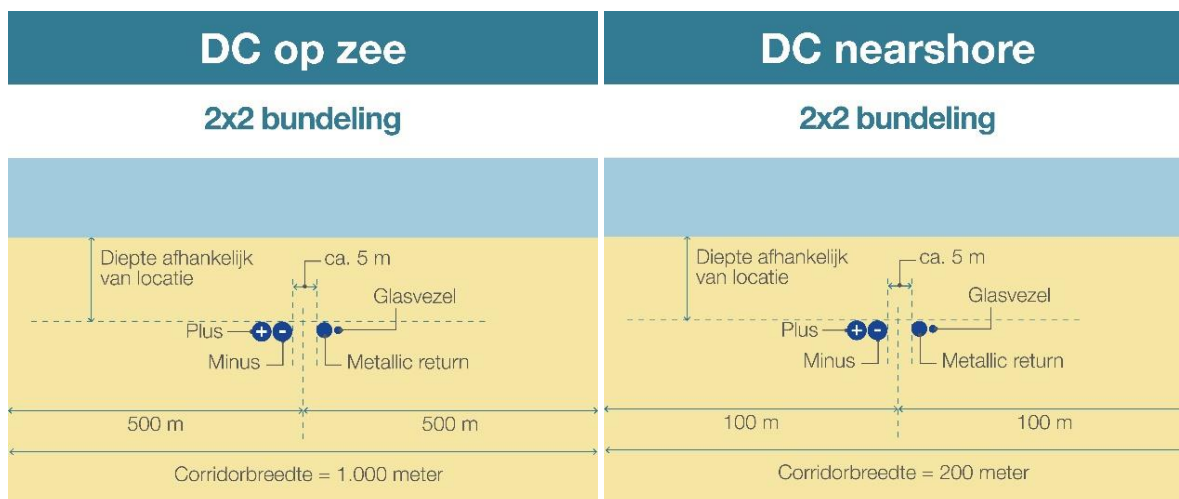 DC op zee
2x2 bundeling
Diepte afhankelijk
van locatie
ca. 5 m
Glasvezel
Plus
+ -
Minus
Metallic return
500 m
500 m
Corridorbreedte = 1.000 meter
DC nearshore
2x2 bundeling
Diepte afhankelijk
van locatie
ca. 5 m
Glasvezel
Plus
+ -
Minus
Metallic return
100 m
100 m
Corridorbreedte = 200 meter